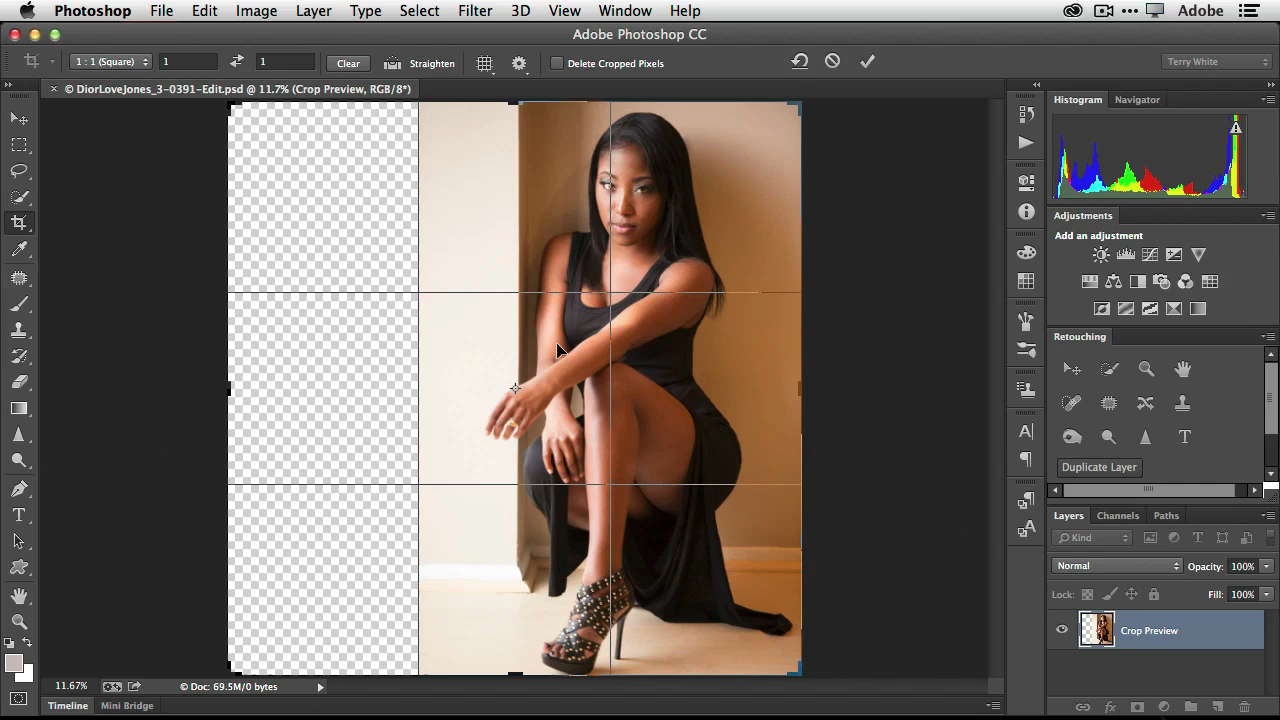 Photoshop File Edit Image Layer Type Select Filter 3D View Window Help Adobe
Adobe Photoshop CC
1 : 1 (Square) 1 1 Clear Straighten Delete Cropped Pixels Terry White
× © DiorLoveJones_3-0391-Edit.psd @ 11.7% (Crop Preview, RGB/8*)
Histogram Navigator
Adjustments
Add an adjustment
Retouching
T
Duplicate Layer
Layers Channels Paths
Kind
Normal Opacity: 100%
Lock: Fill: 100%
Crop Preview
11.67% © Doc: 69.5M/0 bytes
Timeline Mini Bridge